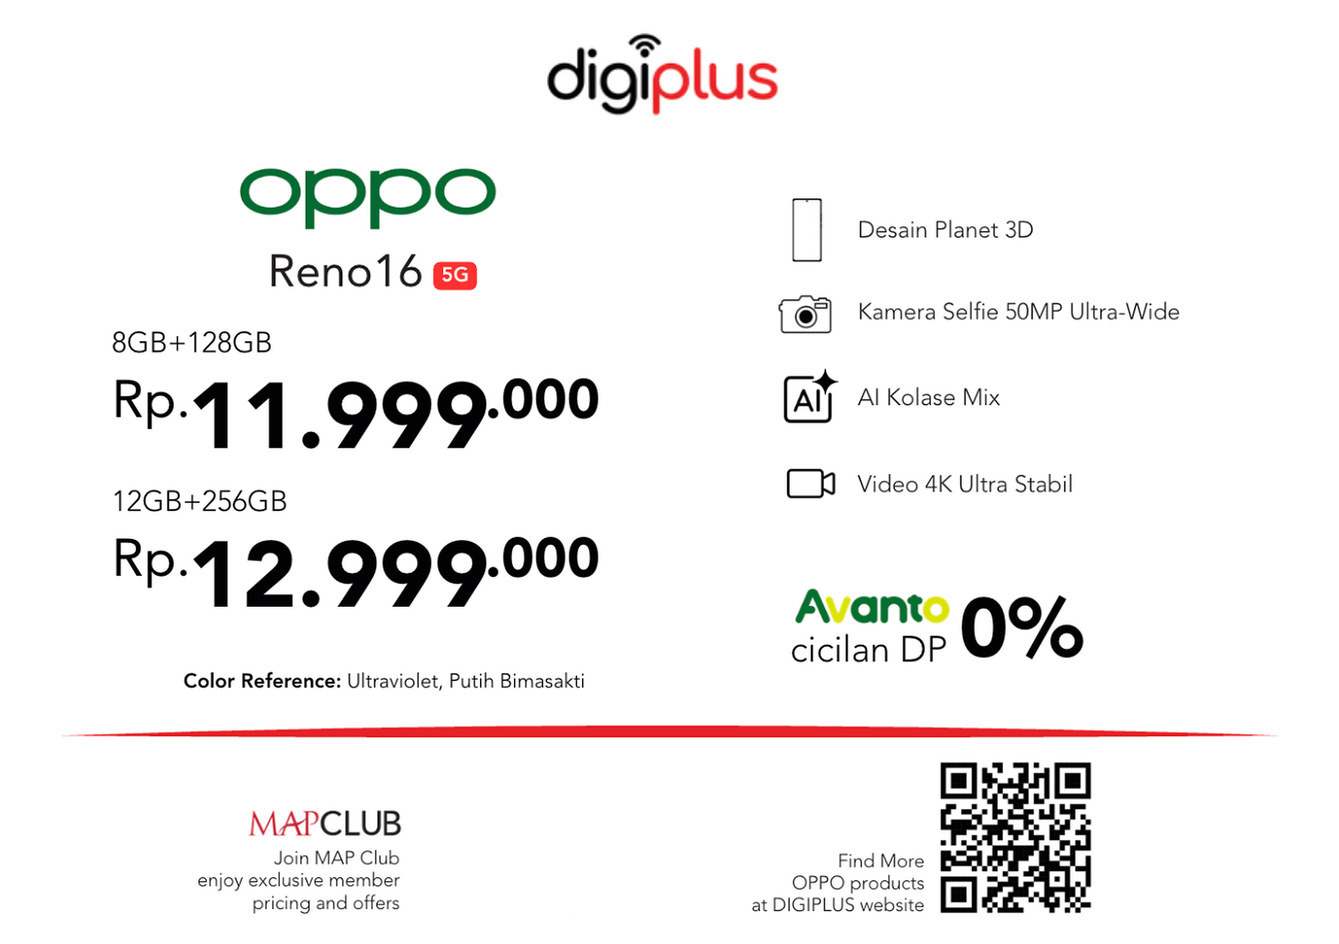 digiplus
oppo
Reno16 5G
8GB+128GB
Rp.11.999.000
12GB+256GB
Rp.12.999.000
Color Reference: Ultraviolet, Putih Bimasakti
Desain Planet 3D
Kamera Selfie 50MP Ultra-Wide
AI
AI Kolase Mix
Video 4K Ultra Stabil
Avanto
cicilan DP 0%
MAPCLUB
Join MAP Club
enjoy exclusive member
pricing and offers
Find More
OPPO products
at DIGIPLUS website